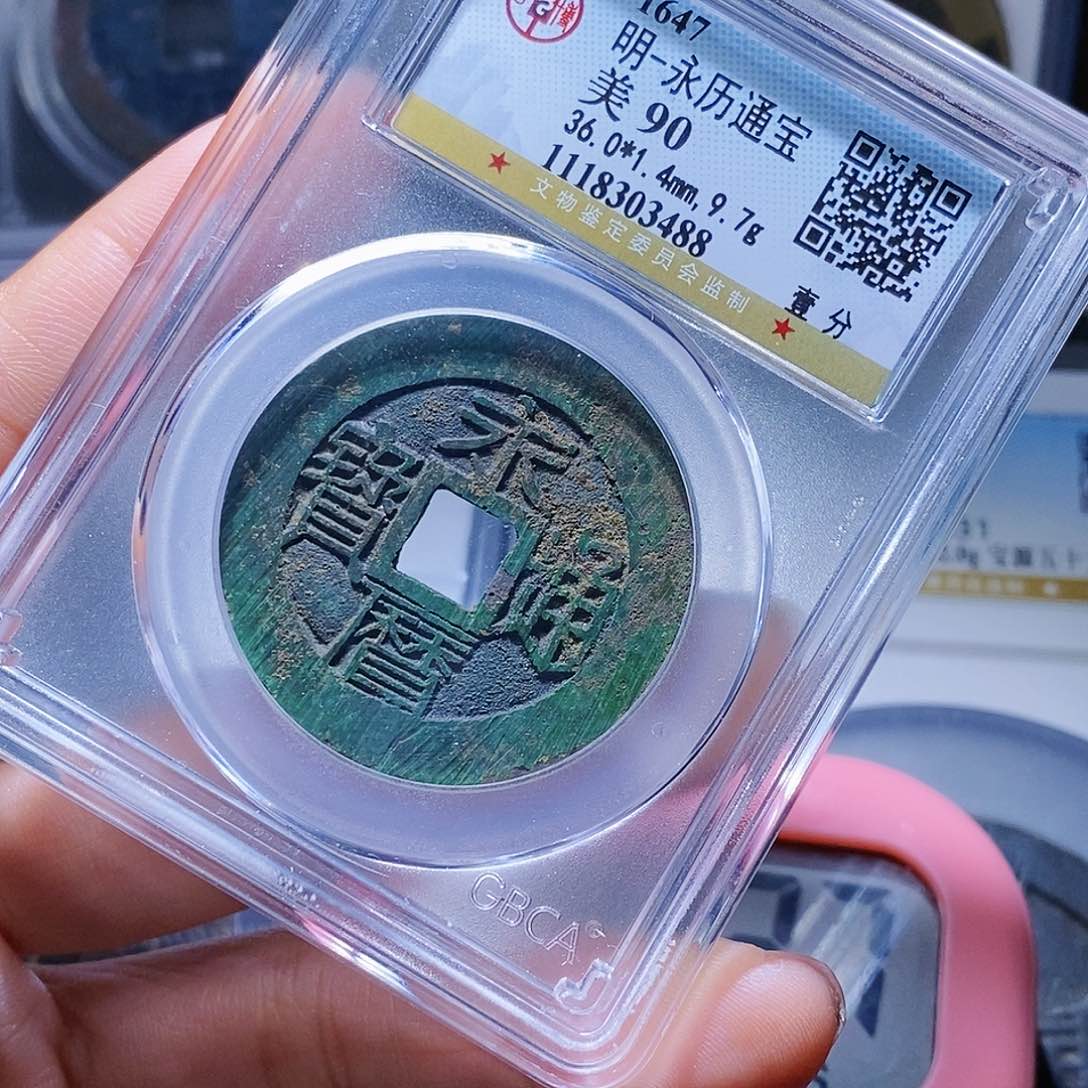 1647
明-永历通宝
美 90
36.0*1.4mm, 9.7g
1118303488
文物鉴定委员会监制
壹 分
永曆通寶
GBCA